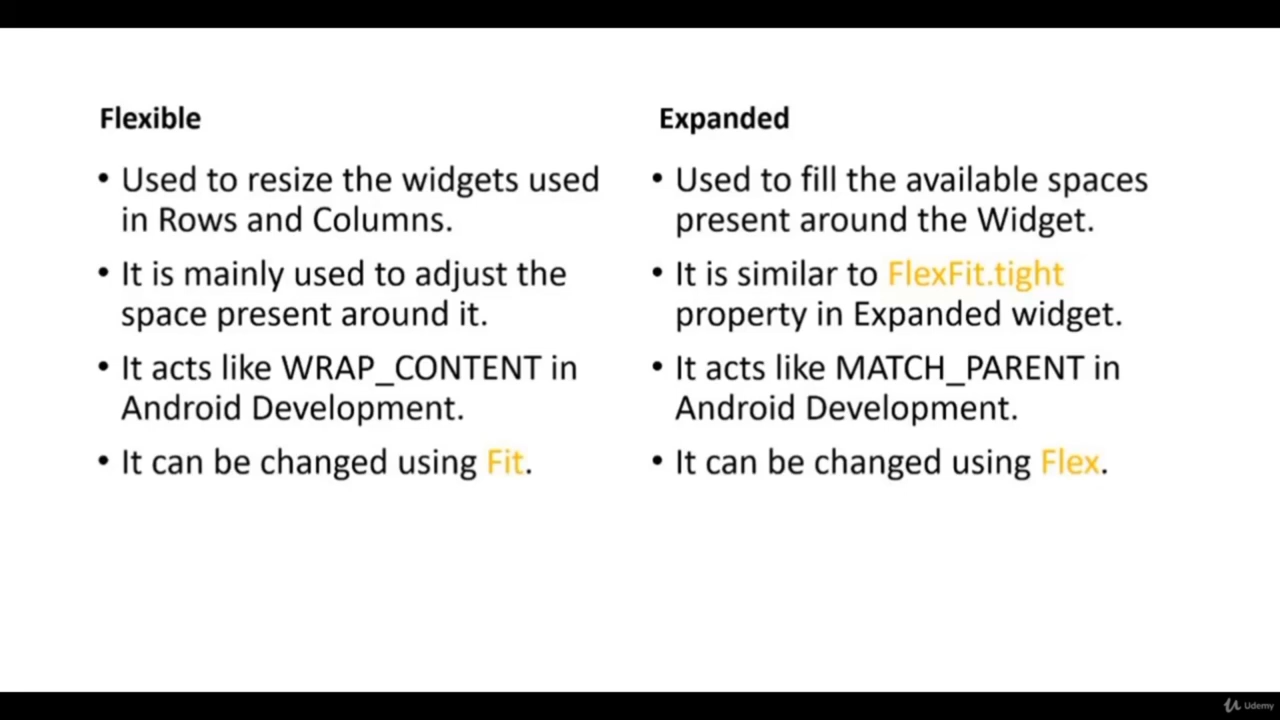 Flexible
• Used to resize the widgets used
in Rows and Columns.
• It is mainly used to adjust the
space present around it.
• It acts like WRAP_CONTENT in
Android Development.
• It can be changed using Fit.
Expanded
• Used to fill the available spaces
present around the Widget.
• It is similar to FlexFit.tight
property in Expanded widget.
• It acts like MATCH_PARENT in
Android Development.
• It can be changed using Flex.
Udemy